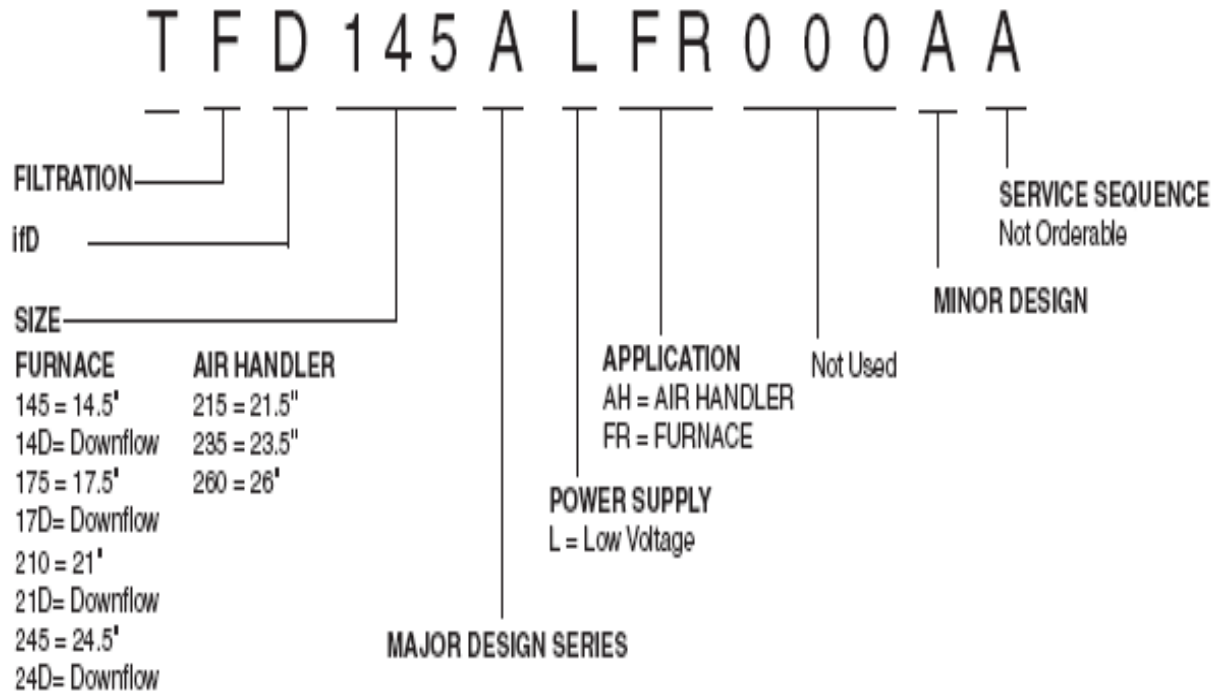 T F D 1 4 5 A L F R 0 0 0 A A
FILTRATION
ifD
SIZE
FURNACE
145 = 14.5"
14D= Downflow
175 = 17.5"
17D= Downflow
210 = 21"
21D= Downflow
245 = 24.5"
24D= Downflow
AIR HANDLER
215 = 21.5"
235 = 23.5"
260 = 26"
MAJOR DESIGN SERIES
POWER SUPPLY
L = Low Voltage
APPLICATION
AH = AIR HANDLER
FR = FURNACE
Not Used
MINOR DESIGN
SERVICE SEQUENCE
Not Orderable